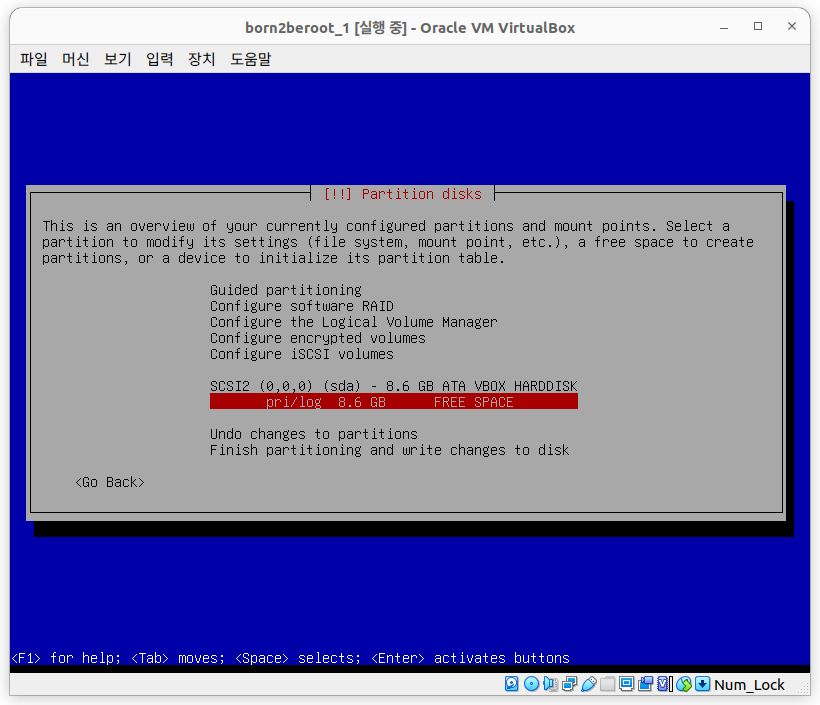 born2beroot_1 [실행 중] - Oracle VM VirtualBox
파일 머신 보기 입력 장치 도움말
[!!] Partition disks
This is an overview of your currently configured partitions and mount points. Select a
partition to modify its settings (file system, mount point, etc.), a free space to create
partitions, or a device to initialize its partition table.
Guided partitioning
Configure software RAID
Configure the Logical Volume Manager
Configure encrypted volumes
Configure iSCSI volumes
SCSI2 (0,0,0) (sda) - 8.6 GB ATA VBOX HARDDISK
pri/log 8.6 GB FREE SPACE
Undo changes to partitions
Finish partitioning and write changes to disk
<Go Back>
<F1> for help; <Tab> moves; <Space> selects; <Enter> activates buttons
Num_Lock